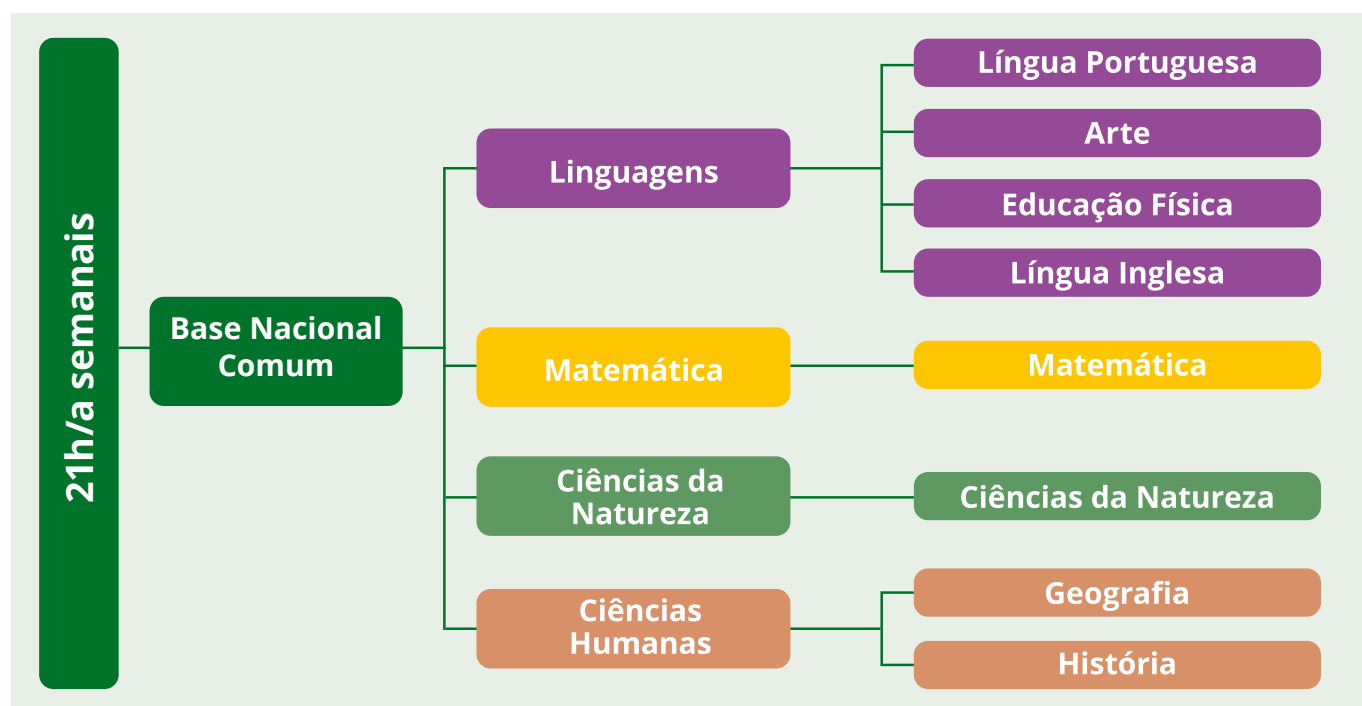 21h/a semanais
Base Nacional
Comum
Linguagens
Língua Portuguesa
Arte
Educação Física
Língua Inglesa
Matemática
Matemática
Ciências da
Natureza
Ciências da Natureza
Ciências
Humanas
Geografia
História